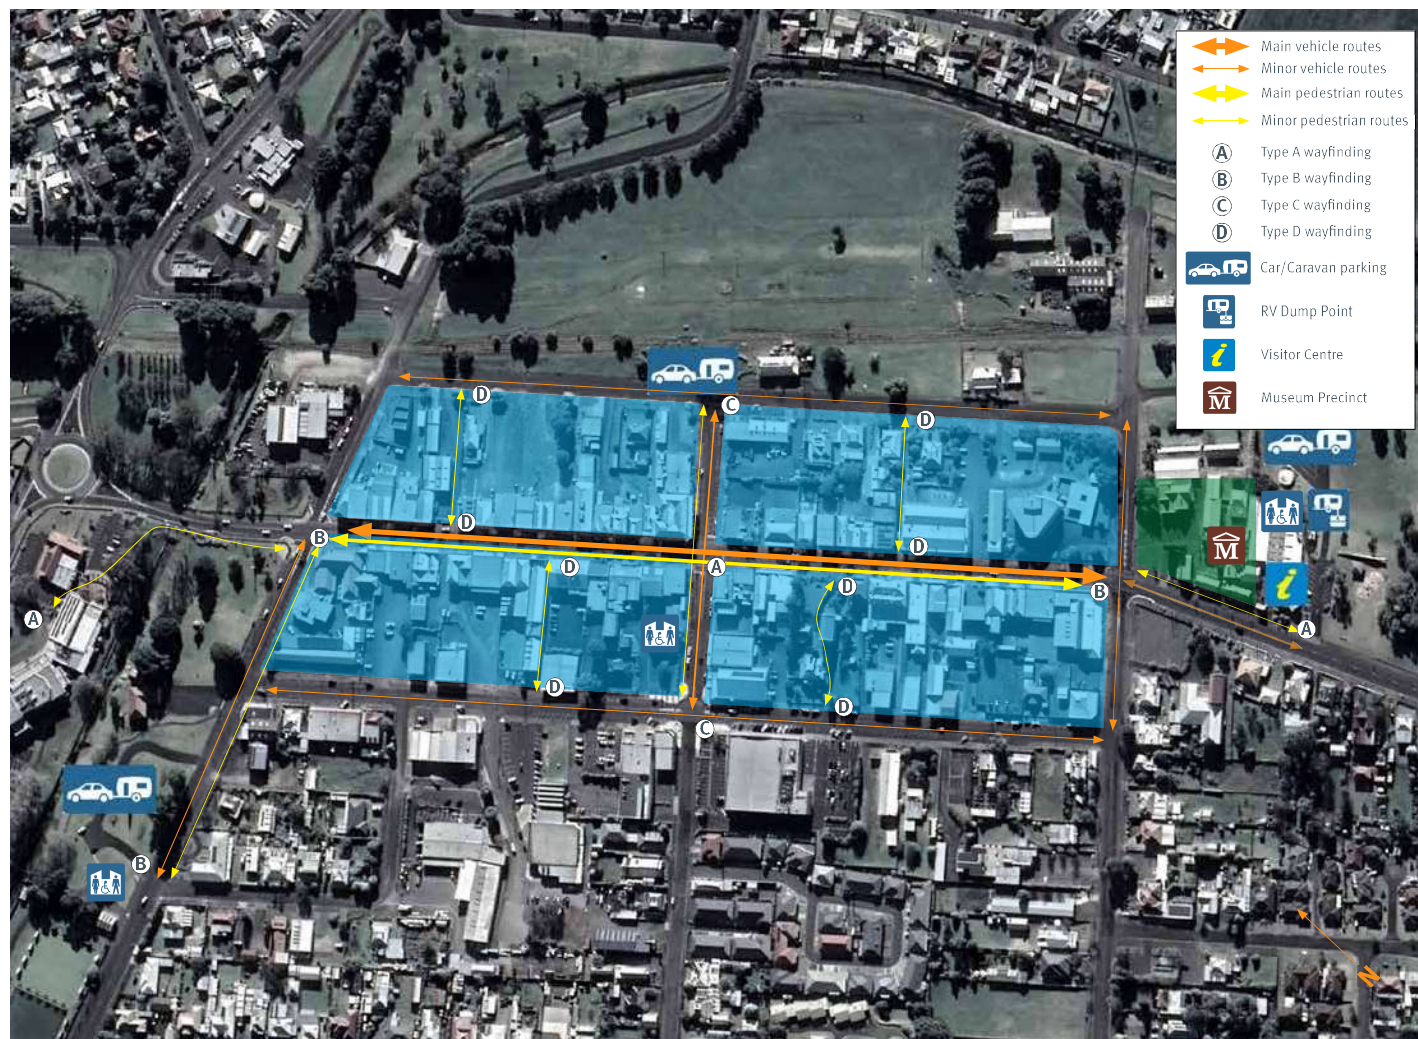 Main vehicle routes
Minor vehicle routes
Main pedestrian routes
Minor pedestrian routes
A Type A wayfinding
B Type B wayfinding
C Type C wayfinding
D Type D wayfinding
Car/Caravan parking
RV Dump Point
i Visitor Centre
M Museum Precinct
D
C
D
D
B
D
A
D
D
B
A
M
i
A
D
D
C
B
N